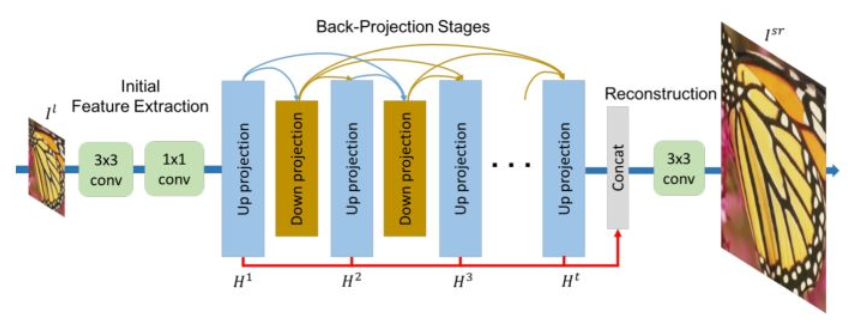 Back-Projection Stages
Initial
Feature Extraction
I^l
3x3
conv
1x1
conv
Up projection
Down projection
Up projection
Down projection
Up projection
. . .
Up projection
Reconstruction
Concat
3x3
conv
I^{sr}
H^1
H^2
H^3
H^t